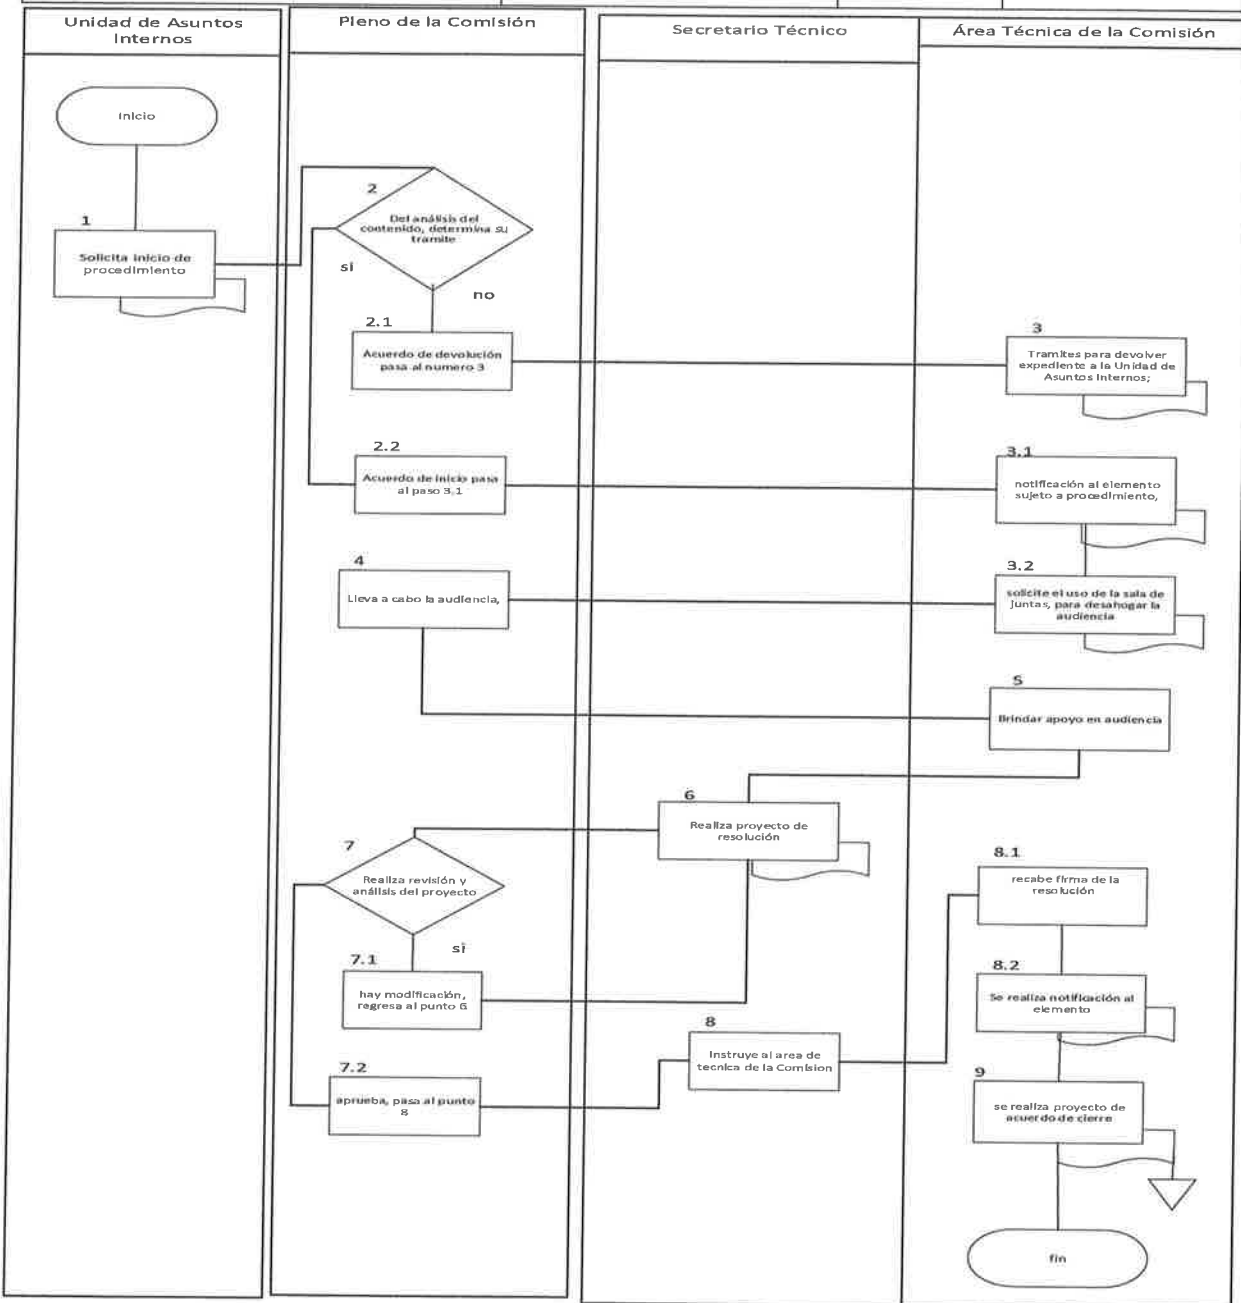 Unidad de Asuntos
Internos
Pleno de la Comisión
Secretario Técnico
Área Técnica de la Comisión
Inicio
1
Solicita inicio de
procedimiento
2
Del análisis del
contenido, determina su
tramite
si
no
2.1
Acuerdo de devolución
pasa al numero 3
3
Tramites para devolver
expediente a la Unidad de
Asuntos Internos;
2.2
Acuerdo de inicio pasa
al paso 3.1
3.1
notificación al elemento
sujeto a procedimiento,
4
Lleva a cabo la audiencia,
3.2
solicite el uso de la sala de
Juntas, para desahogar la
audiencia
5
Brindar apoyo en audiencia
6
Realiza proyecto de
resolución
7
Realiza revisión y
análisis del proyecto
si
7.1
hay modificación,
regresa al punto 6
7.2
aprueba, pasa al punto
8
8
Instruye al area de
tecnica de la Comision
8.1
recabe firma de la
resolución
8.2
Se realiza notificación al
elemento
9
se realiza proyecto de
acuerdo de cierre
fin